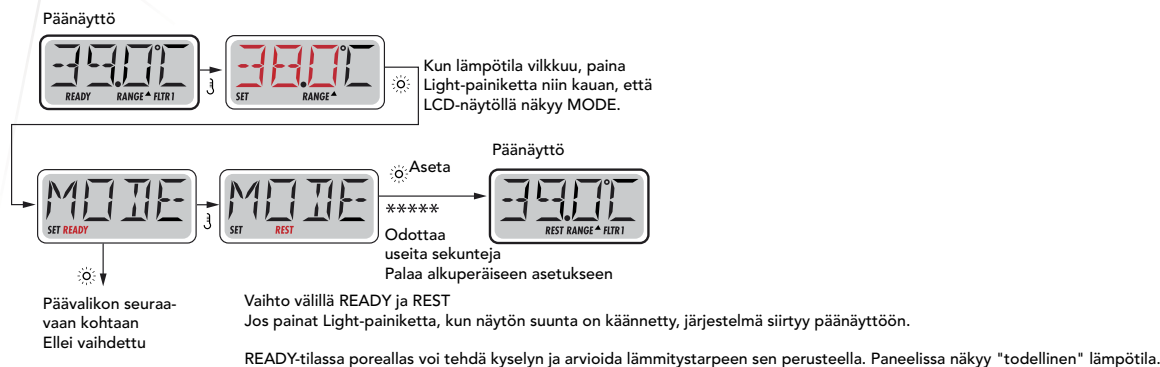 Päänäyttö
39.0°C
READY RANGE FLTR1
38.0°C
SET RANGE
Kun lämpötila vilkkuu, paina
Light-painiketta niin kauan, että
LCD-näytöllä näkyy MODE.
MODE
SET READY
MODE
SET REST
Aseta
*****
Odottaa
useita sekunteja
Palaa alkuperäiseen asetukseen
Päänäyttö
39.0°C
REST RANGE FLTR1
Päävalikon seuraa-
vaan kohtaan
Ellei vaihdettu
Vaihto välillä READY ja REST
Jos painat Light-painiketta, kun näytön suunta on käännetty, järjestelmä siirtyy päänäyttöön.
READY-tilassa poreallas voi tehdä kyselyn ja arvioida lämmitystarpeen sen perusteella. Paneelissa näkyy "todellinen" lämpötila.